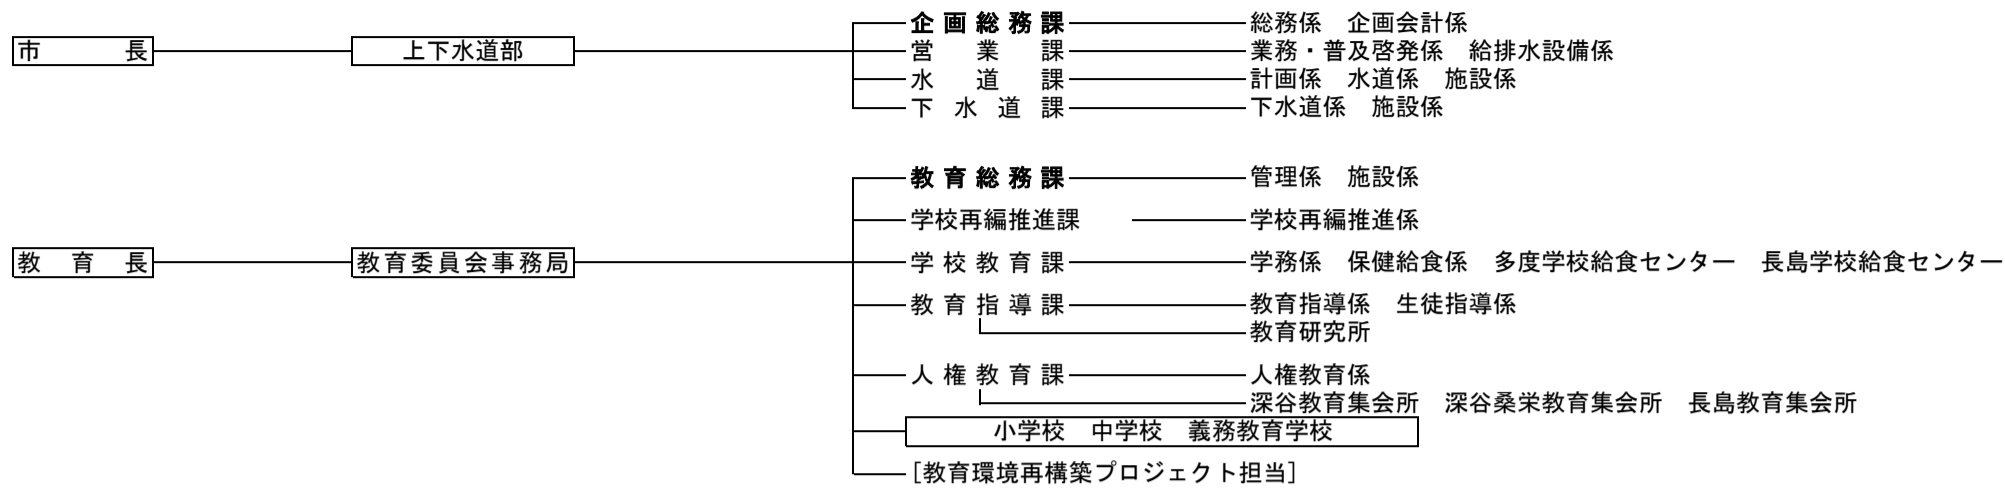 企画総務課 総務係 企画会計係
市長 上下水道部 営業課 業務・普及啓発係 給排水設備係
水道課 計画係 水道係 施設係
下水道課 下水道係 施設係
教育総務課 管理係 施設係
学校再編推進課 学校再編推進係
教育長 教育委員会事務局 学校教育課 学務係 保健給食係 多度学校給食センター 長島学校給食センター
教育指導課 教育指導係 生徒指導係
教育研究所
人権教育課 人権教育係
深谷教育集会所 深谷桑栄教育集会所 長島教育集会所
小学校 中学校 義務教育学校
[教育環境再構築プロジェクト担当]